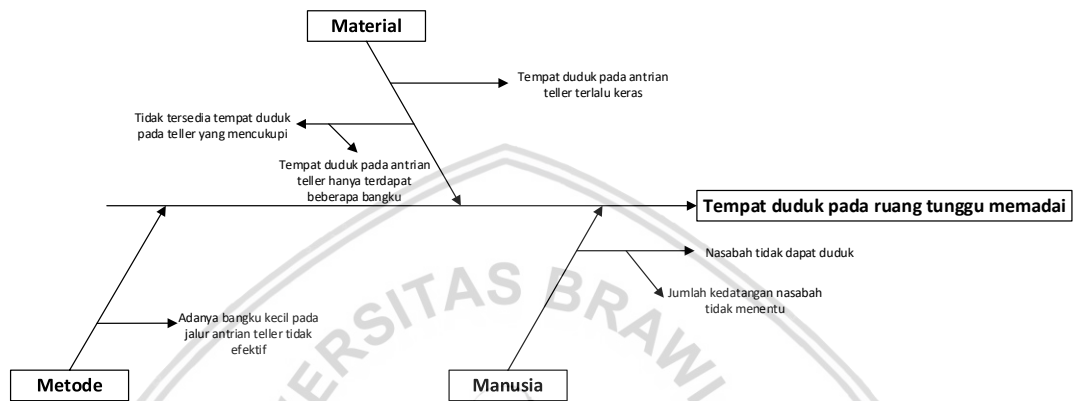 Material
Tempat duduk pada antrian
teller terlalu keras
Tidak tersedia tempat duduk
pada teller yang mencukupi
Tempat duduk pada antrian
teller hanya terdapat
beberapa bangku
Tempat duduk pada ruang tunggu memadai
Nasabah tidak dapat duduk
Jumlah kedatangan nasabah
tidak menentu
Adanya bangku kecil pada
jalur antrian teller tidak
efektif
Metode
Manusia
ERSITAS BRAW